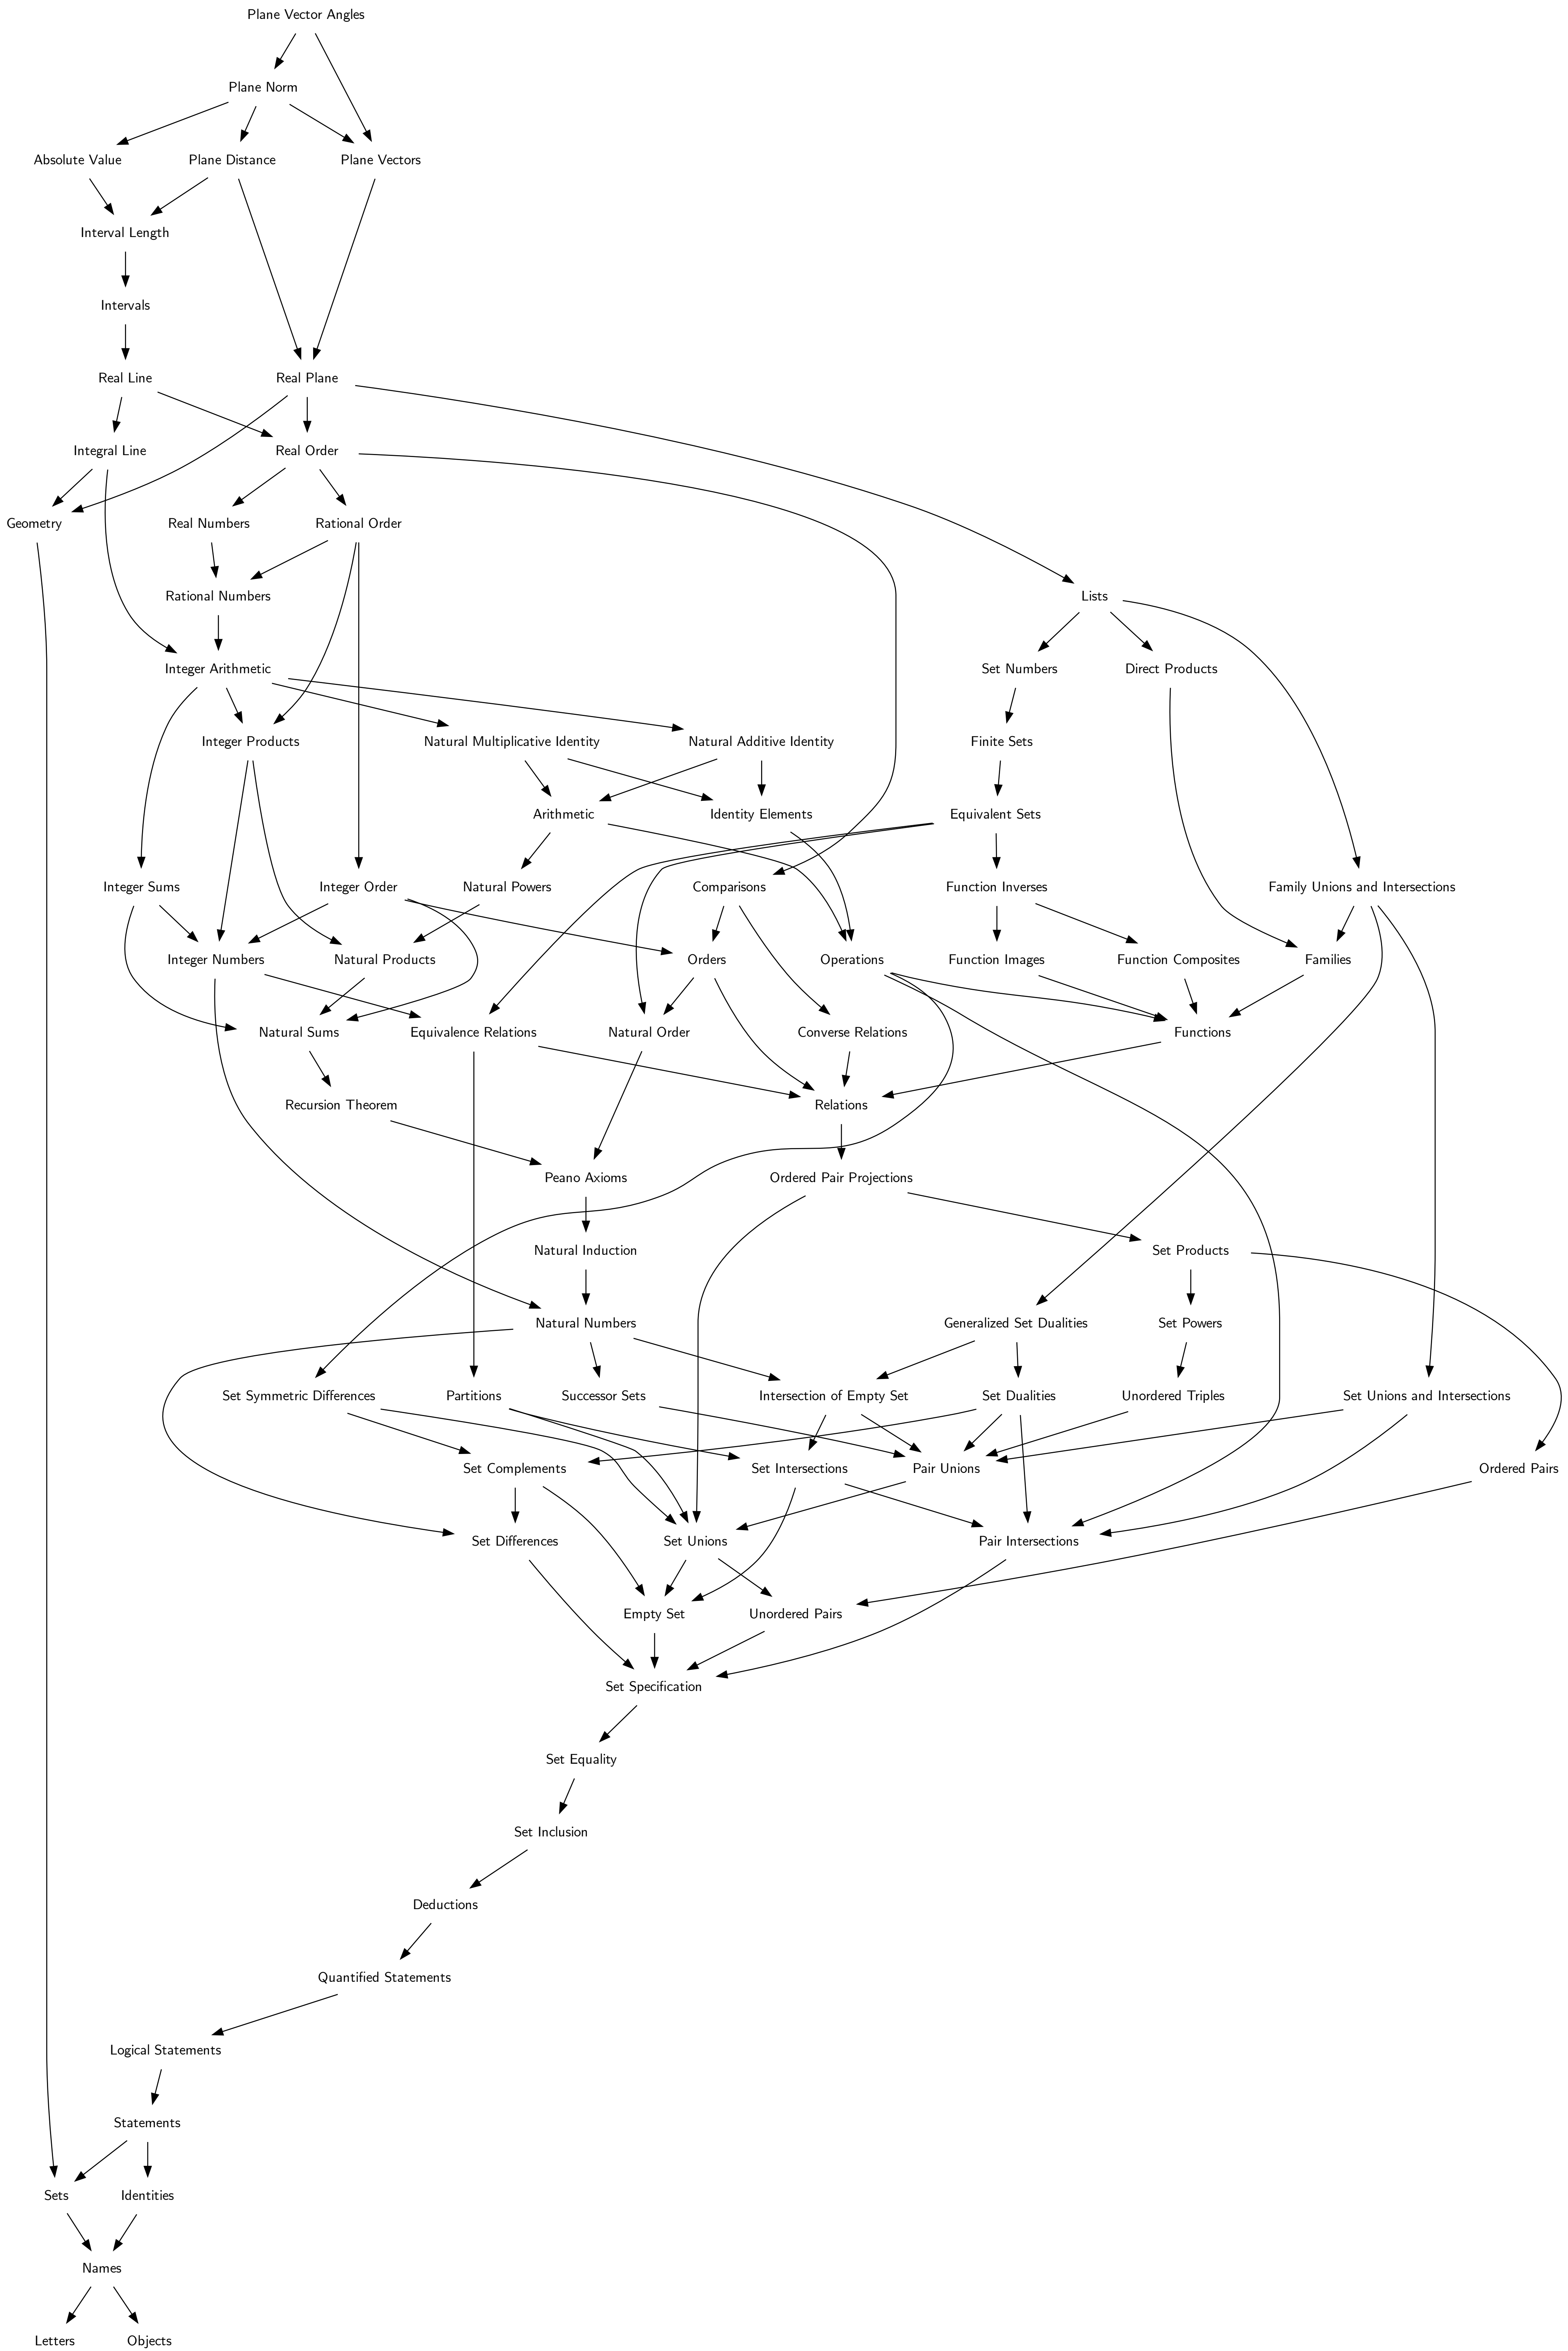 Plane Vector Angles
Plane Norm
Absolute Value
Plane Distance
Plane Vectors
Interval Length
Intervals
Real Line
Real Plane
Integral Line
Real Order
Geometry
Real Numbers
Rational Order
Rational Numbers
Lists
Integer Arithmetic
Set Numbers
Direct Products
Integer Products
Natural Multiplicative Identity
Natural Additive Identity
Finite Sets
Arithmetic
Identity Elements
Equivalent Sets
Integer Sums
Integer Order
Natural Powers
Comparisons
Function Inverses
Family Unions and Intersections
Integer Numbers
Natural Products
Orders
Operations
Function Images
Function Composites
Families
Natural Sums
Equivalence Relations
Natural Order
Converse Relations
Functions
Recursion Theorem
Relations
Peano Axioms
Ordered Pair Projections
Natural Induction
Set Products
Natural Numbers
Generalized Set Dualities
Set Powers
Set Symmetric Differences
Partitions
Successor Sets
Intersection of Empty Set
Set Dualities
Unordered Triples
Set Unions and Intersections
Set Complements
Set Intersections
Pair Unions
Ordered Pairs
Set Differences
Set Unions
Pair Intersections
Empty Set
Unordered Pairs
Set Specification
Set Equality
Set Inclusion
Deductions
Quantified Statements
Logical Statements
Statements
Sets
Identities
Names
Letters
Objects